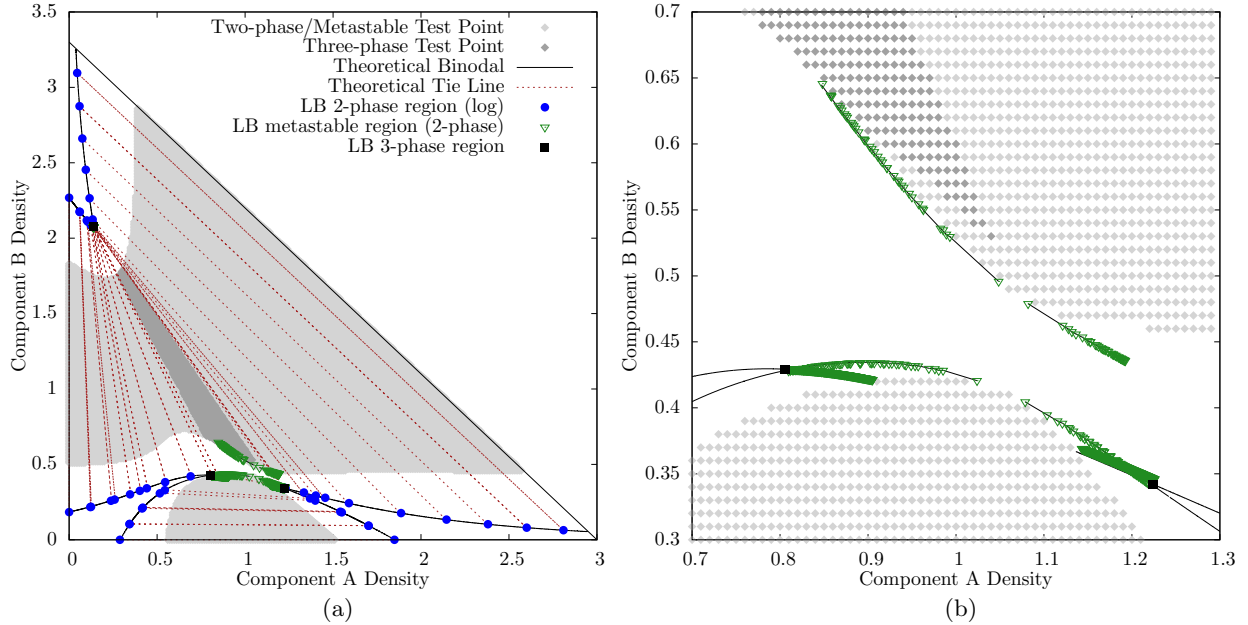 Two-phase/Metastable Test Point
Three-phase Test Point
Theoretical Binodal
Theoretical Tie Line
LB 2-phase region (log)
LB metastable region (2-phase)
LB 3-phase region
3.5
3
2.5
2
1.5
1
0.5
0
Component B Density
0
0.5
1
1.5
2
2.5
3
Component A Density
(a)
0.7
0.65
0.6
0.55
0.5
0.45
0.4
0.35
0.3
Component B Density
0.7
0.8
0.9
1
1.1
1.2
1.3
Component A Density
(b)